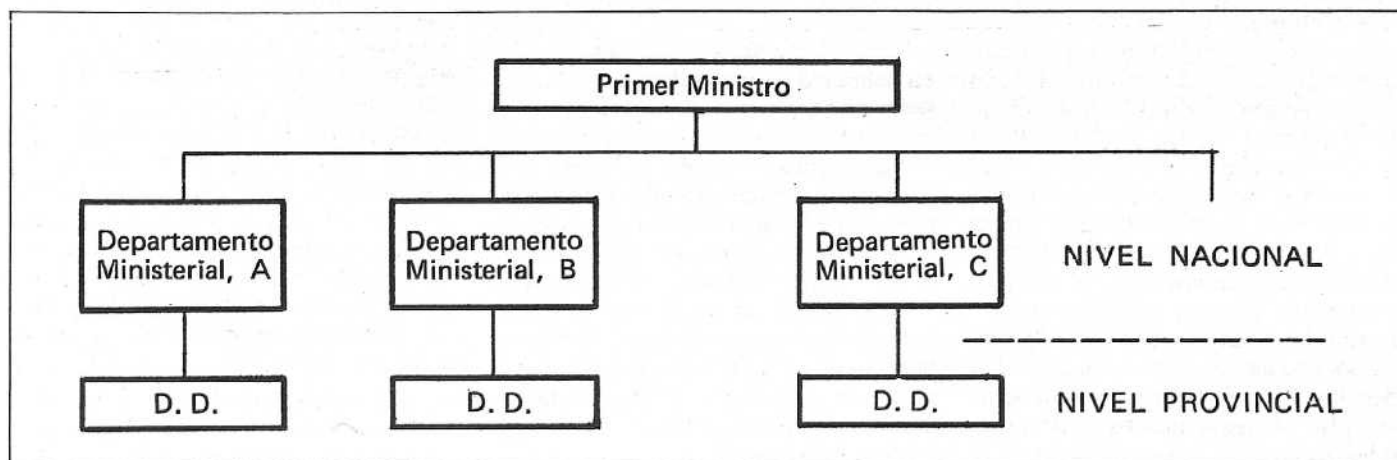 Primer Ministro
Departamento
Ministerial, A
Departamento
Ministerial, B
Departamento
Ministerial, C
NIVEL NACIONAL
D. D.
D. D.
D. D.
NIVEL PROVINCIAL